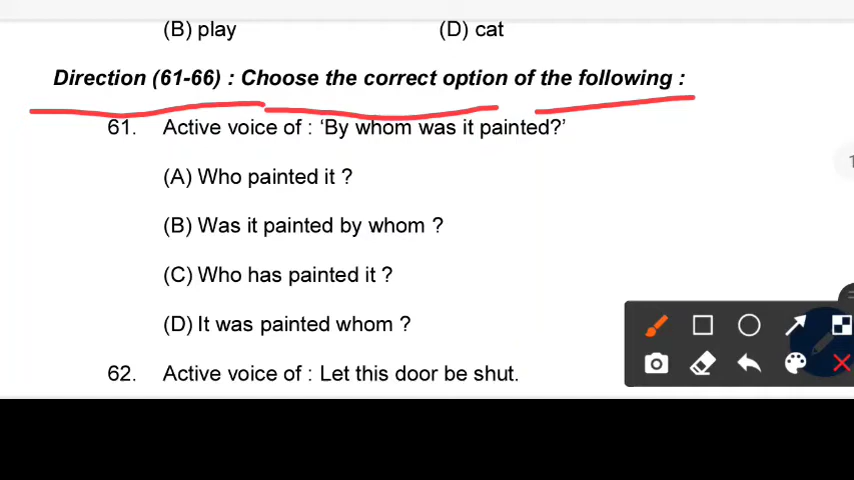 (B) play (D) cat
Direction (61-66) : Choose the correct option of the following :
61. Active voice of : ‘By whom was it painted?’
(A) Who painted it ?
(B) Was it painted by whom ?
(C) Who has painted it ?
(D) It was painted whom ?
62. Active voice of : Let this door be shut.